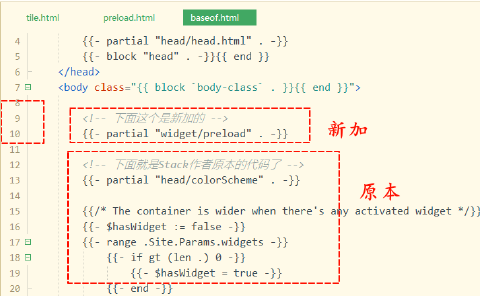 tile.html preload.html baseof.html
4 {{- partial "head/head.html" . -}}
5 {{- block "head" . -}}{{ end }}
6 </head>
7 <body class="{{ block `body-class` . }}{{ end }}">
8
9 <!-- 下面这个是新加的 -->
10 {{- partial "widget/preload" . -}}
新加
11
12 <!-- 下面就是Stack作者原本的代码了 -->
13 {{- partial "head/colorScheme" . -}}
原本
14
15 {{/* The container is wider when there's any activated widget */}}
16 {{- $hasWidget := false -}}
17 {{- range .Site.Params.widgets -}}
18 {{- if gt (len .) 0 -}}
19 {{- $hasWidget = true -}}
20 {{- end -}}